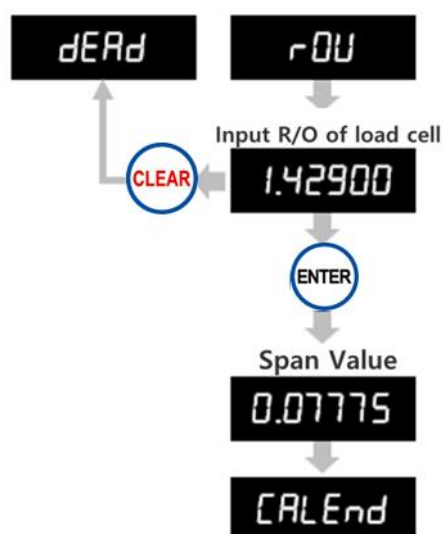 dEAd
rOU
Input R/O of load cell
CLEAR
1.42900
ENTER
Span Value
0.07775
CALEnd